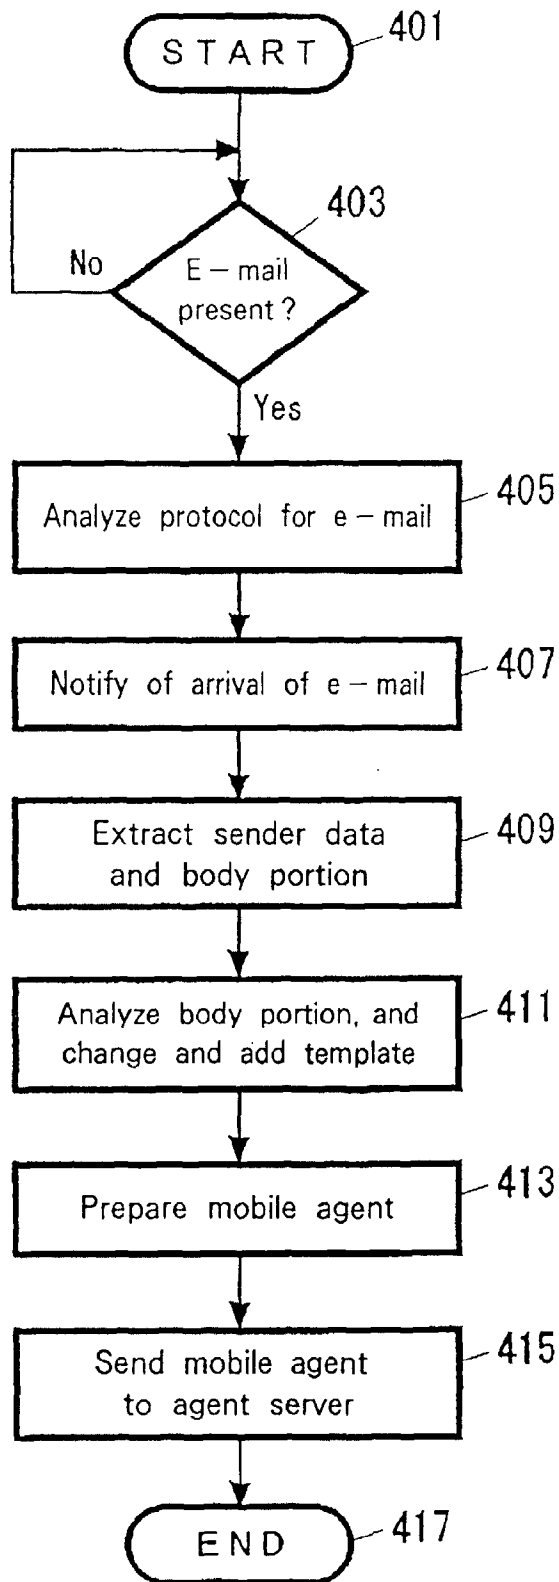 START
401
403
No
E-mail
present?
Yes
Analyze protocol for e-mail
405
Notify of arrival of e-mail
407
Extract sender data
and body portion
409
Analyze body portion, and
change and add template
411
Prepare mobile agent
413
Send mobile agent
to agent server
415
END
417